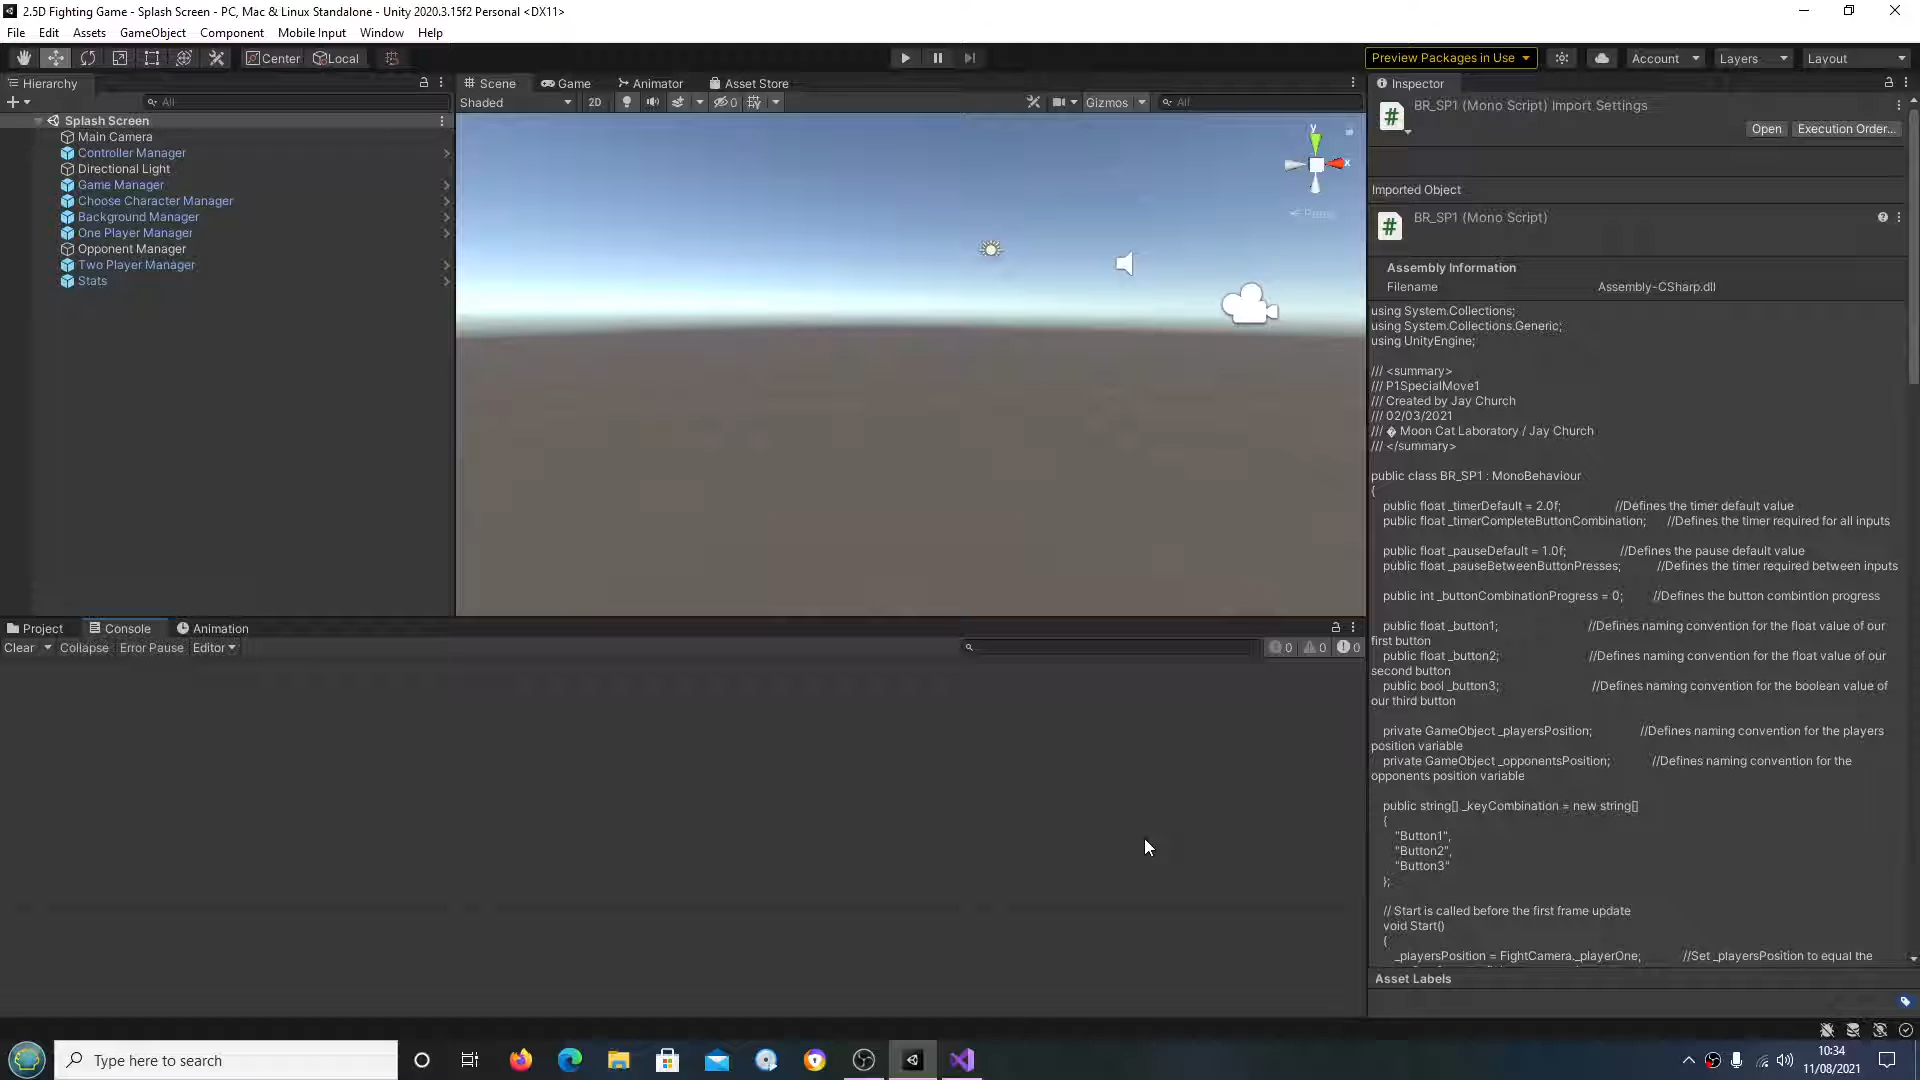 2.5D Fighting Game - Splash Screen - PC, Mac & Linux Standalone - Unity 2020.3.15f2 Personal <DX11>
File Edit Assets GameObject Component Mobile Input Window Help
Center Local Preview Packages in Use Account Layers Layout
Hierarchy Scene Game Animator Asset Store Inspector
All Shaded 2D 0 Gizmos All
BR_SP1 (Mono Script) Import Settings
Open Execution Order...
Splash Screen
Main Camera
Controller Manager
Directional Light
Game Manager
Choose Character Manager
Background Manager
One Player Manager
Opponent Manager
Two Player Manager
Stats
y
x
Persp
Imported Object
BR_SP1 (Mono Script)
Assembly Information
Filename Assembly-CSharp.dll
using System.Collections;
using System.Collections.Generic;
using UnityEngine;
/// <summary>
/// P1SpecialMove1
/// Created by Jay Church
/// 02/03/2021
/// � Moon Cat Laboratory / Jay Church
/// </summary>
public class BR_SP1 : MonoBehaviour
{
public float _timerDefault = 2.0f; //Defines the timer default value
public float _timerCompleteButtonCombination; //Defines the timer required for all inputs
public float _pauseDefault = 1.0f; //Defines the pause default value
public float _pauseBetweenButtonPresses; //Defines the timer required between inputs
public int _buttonCombinationProgress = 0; //Defines the button combintion progress
public float _button1; //Defines naming convention for the float value of our
first button
public float _button2; //Defines naming convention for the float value of our
second button
public bool _button3; //Defines naming convention for the boolean value of
our third button
private GameObject _playersPosition; //Defines naming convention for the players
position variable
private GameObject _opponentsPosition; //Defines naming convention for the
opponents position variable
public string[] _keyCombination = new string[]
{
"Button1",
"Button2",
"Button3"
};
// Start is called before the first frame update
void Start()
{
_playersPosition = FightCamera._playerOne; //Set _playersPosition to equal the
Asset Labels
Project Console Animation
Clear Collapse Error Pause Editor 0 0 0
Type here to search
10:34
11/08/2021